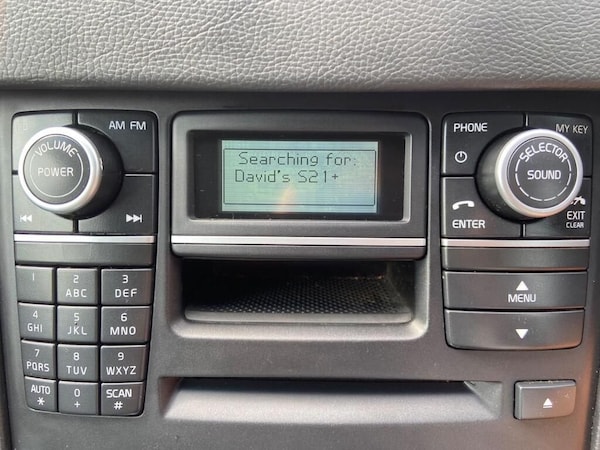 AM FM
VOLUME
POWER
Searching for:
David's S21+
PHONE
MY KEY
SELECTOR
SOUND
ENTER
EXIT
CLEAR
MENU
1
2
ABC
3
DEF
4
GHI
5
JKL
6
MNO
7
PQRS
8
TUV
9
WXYZ
AUTO
*
0
+
SCAN
#